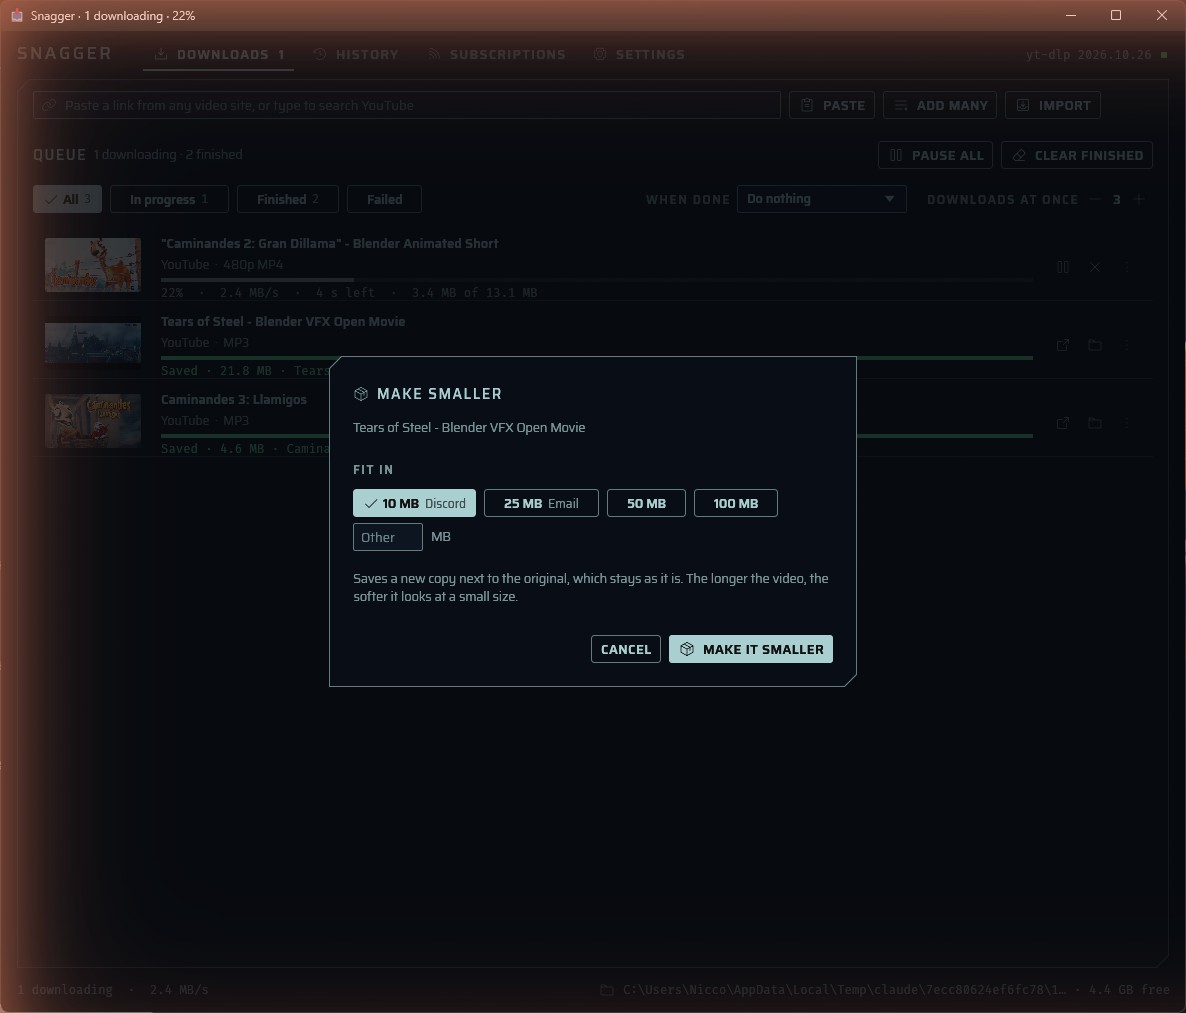 Snagger · 1 downloading · 22%
SNAGGER
DOWNLOADS 1
HISTORY
SUBSCRIPTIONS
SETTINGS
yt-dlp 2026.10.26
Paste a link from any video site, or type to search YouTube
PASTE
ADD MANY
IMPORT
QUEUE 1 downloading · 2 finished
PAUSE ALL
CLEAR FINISHED
All 3
In progress 1
Finished 2
Failed
WHEN DONE
Do nothing
DOWNLOADS AT ONCE − 3 +
"Caminandes 2: Gran Dillama" - Blender Animated Short
YouTube · 480p MP4
22% · 2.4 MB/s · 4 s left · 3.4 MB of 13.1 MB
Tears of Steel - Blender VFX Open Movie
YouTube · MP3
Saved · 21.8 MB · Tears
Caminandes 3: Llamigos
YouTube · MP3
Saved · 4.6 MB · Camina
MAKE SMALLER
Tears of Steel - Blender VFX Open Movie
FIT IN
10 MB Discord
25 MB Email
50 MB
100 MB
Other
MB
Saves a new copy next to the original, which stays as it is. The longer the video, the
softer it looks at a small size.
CANCEL
MAKE IT SMALLER
1 downloading · 2.4 MB/s
C:\Users\Nicco\AppData\Local\Temp\claude\7ecc80624ef6fc78\1… · 4.4 GB free